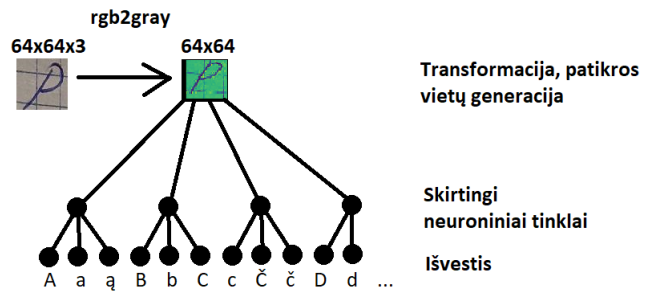 rgb2gray
64x64x3 64x64
Transformacija, patikros
vietų generacija
Skirtingi
neuroniniai tinklai
Išvestis
A a ą B b C c Č č D d ...